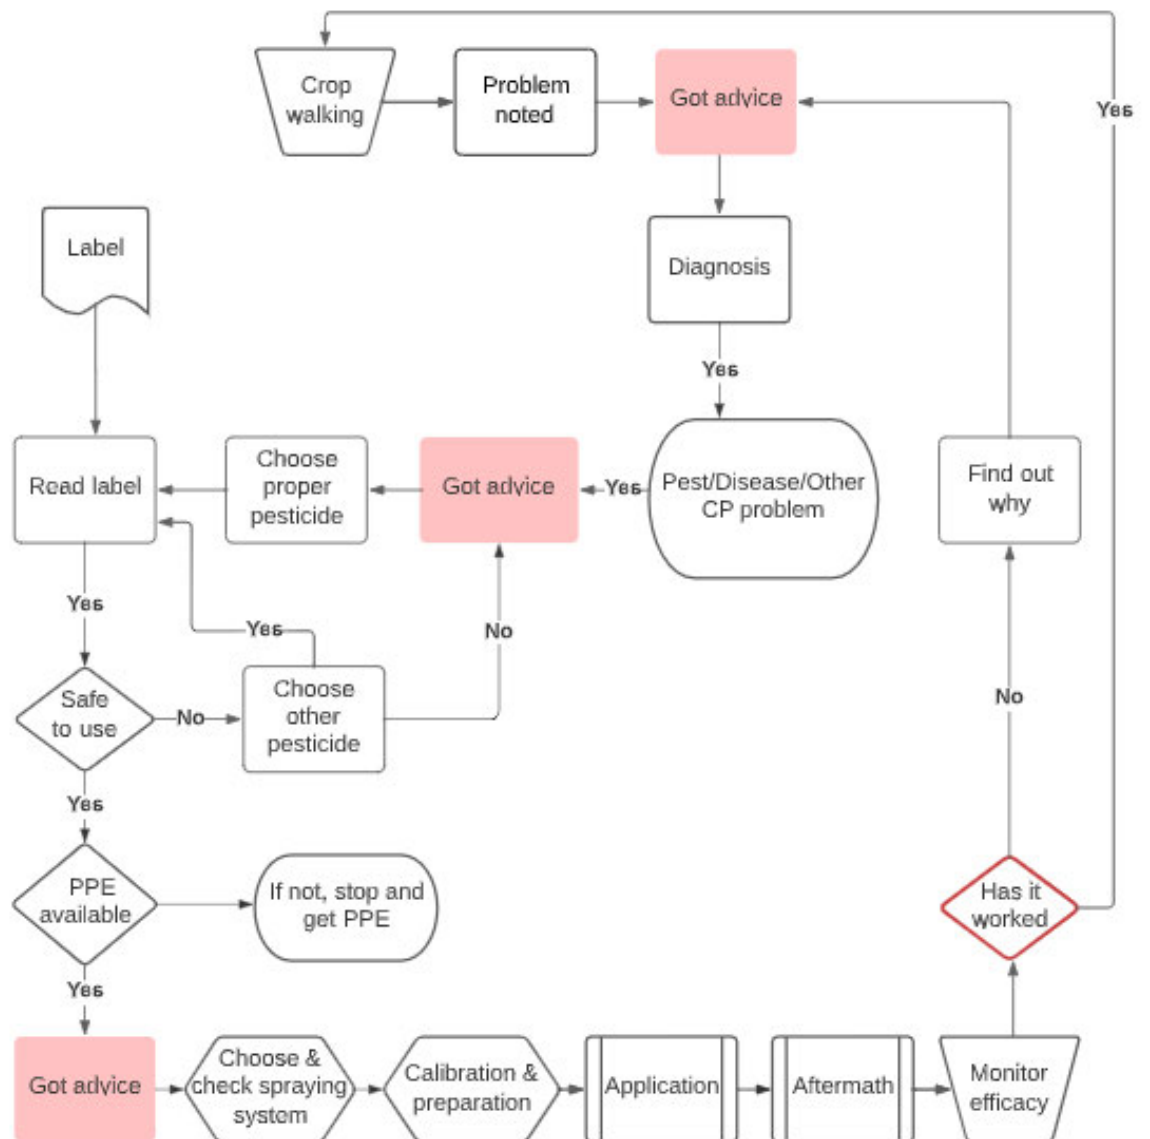 Crop
walking
Problem
noted
Got advice
Yes
Label
Diagnosis
Yes
Read label
Choose
proper
pesticide
Got advice
Yes
Pest/Disease/Other
CP problem
Find out
why
Yes
Yes
No
Safe
to use
No
Choose
other
pesticide
No
Yes
PPE
available
If not, stop and
get PPE
Has it
worked
Yes
Got advice
Choose &
check spraying
system
Calibration &
preparation
Application
Aftermath
Monitor
efficacy